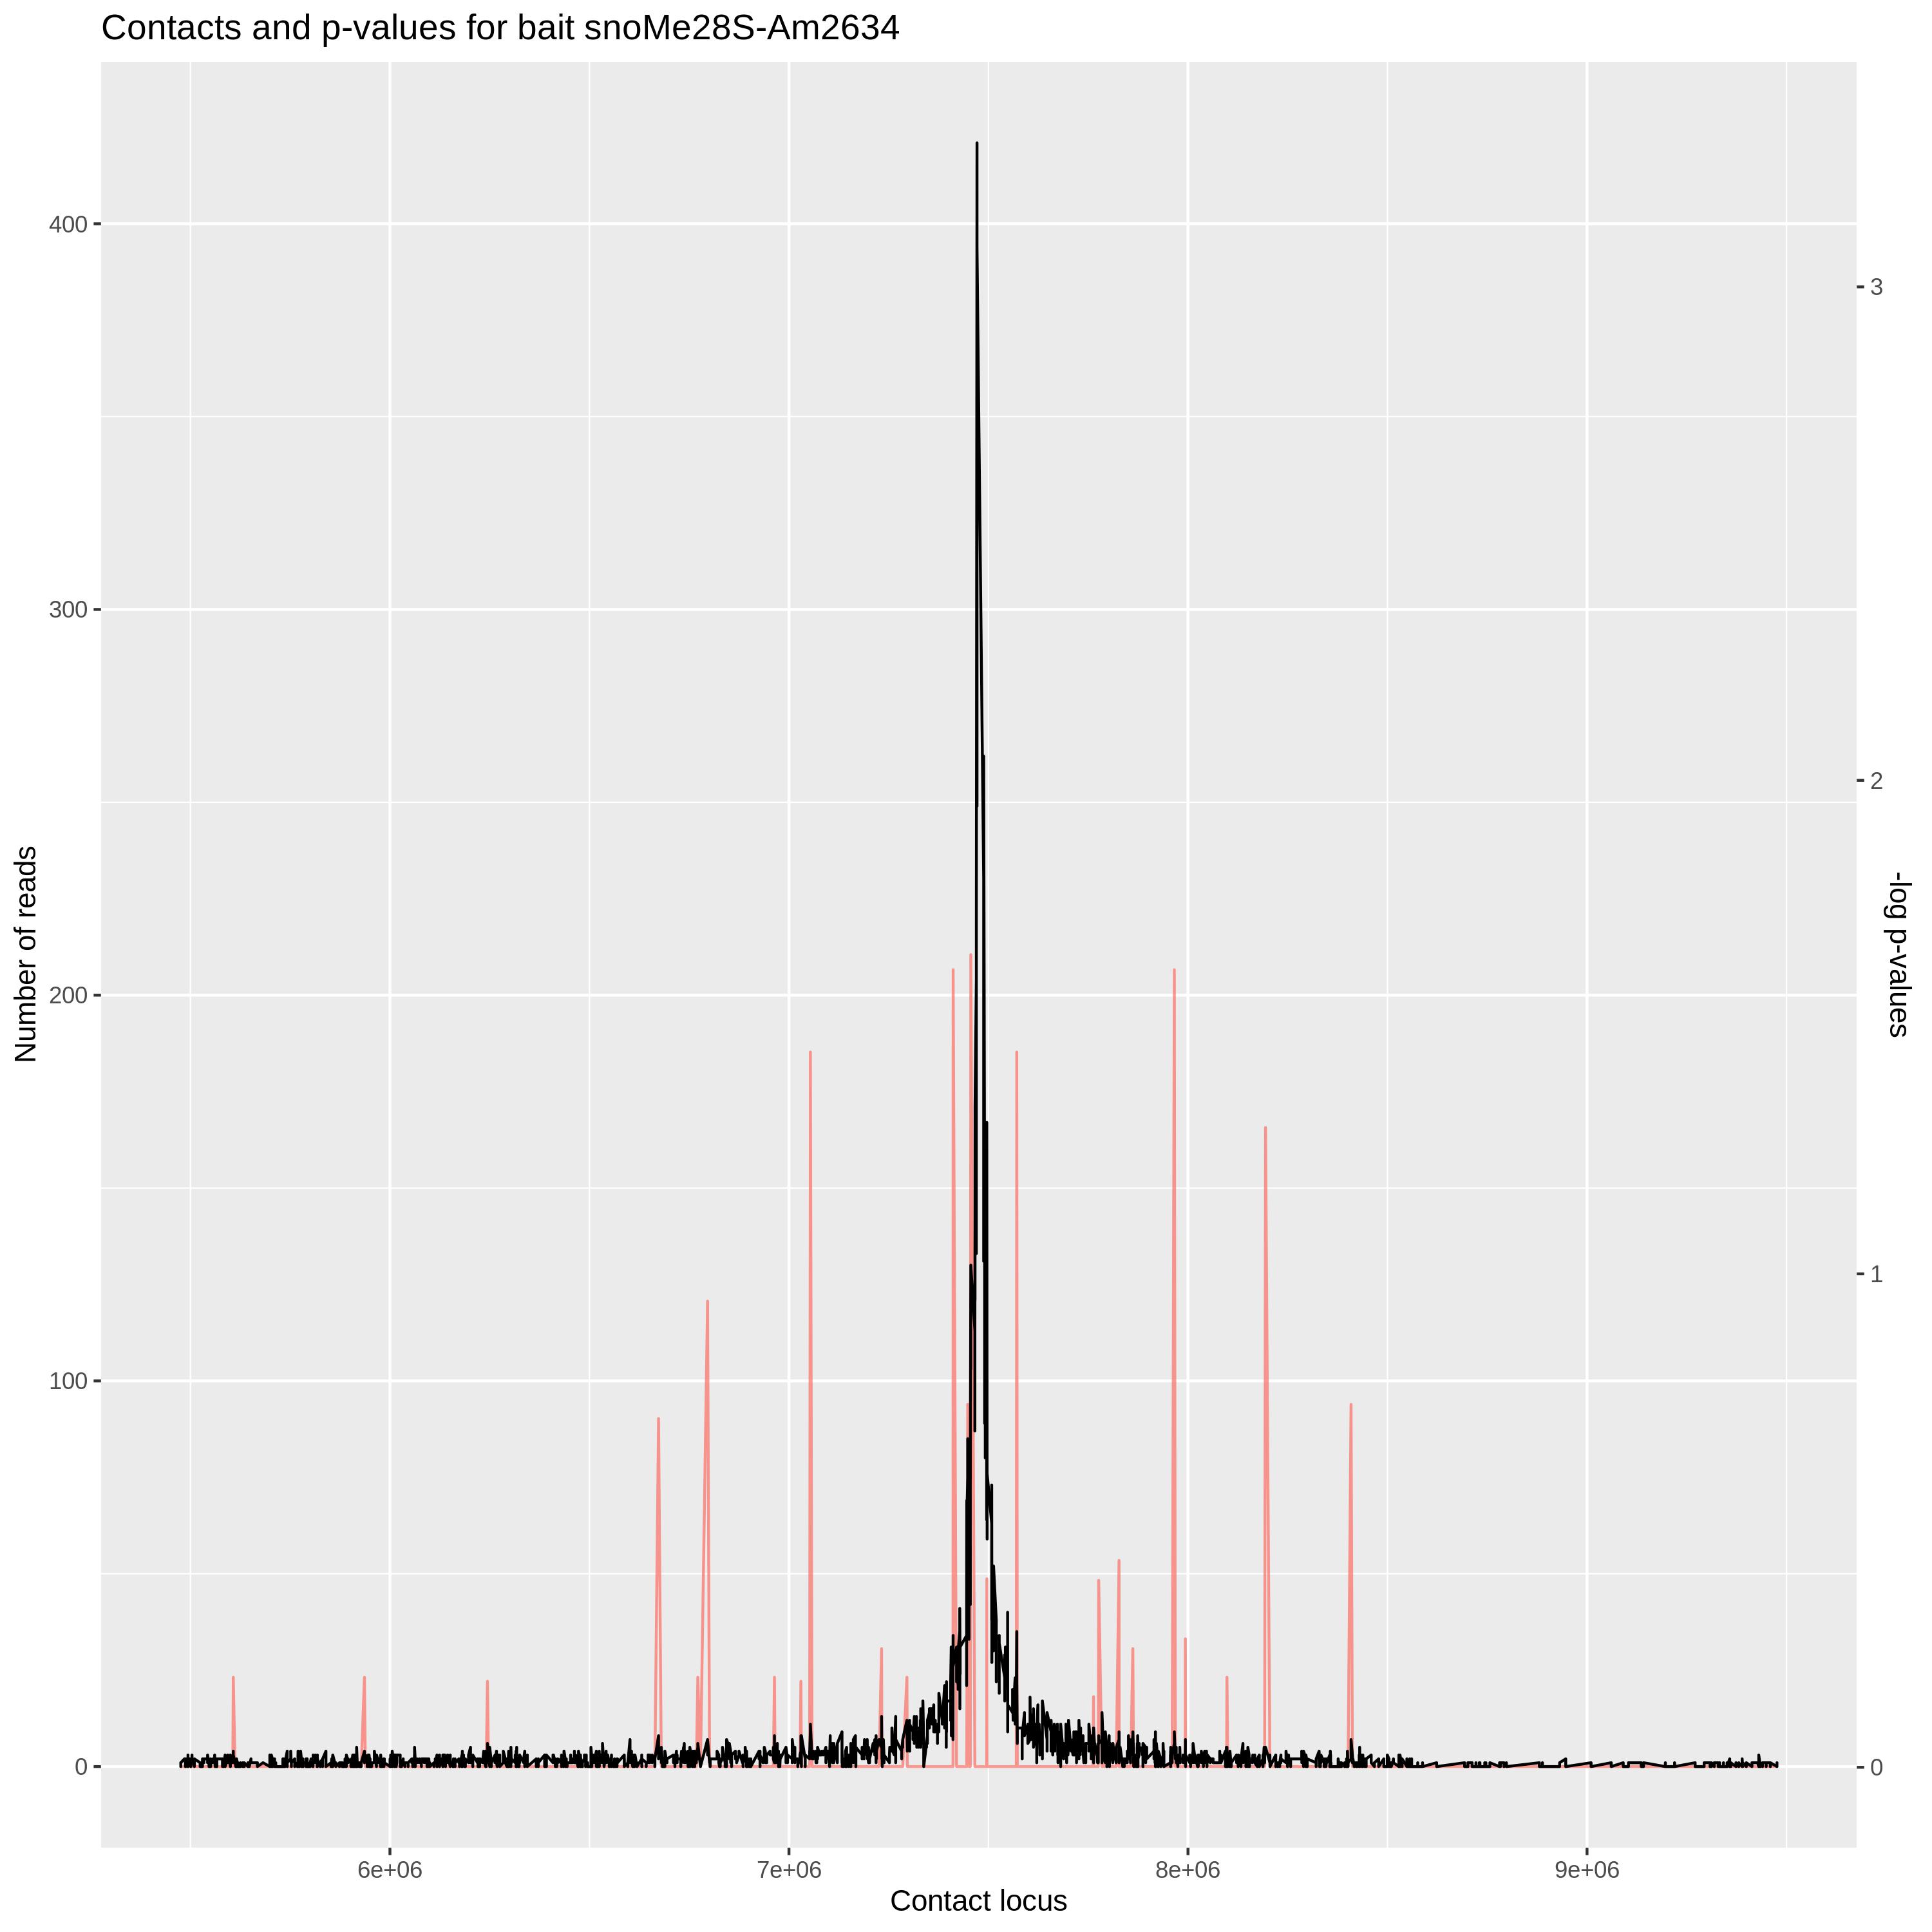 Contacts and p-values for bait snoMe28S-Am2634
400
300
200
100
0
Number of reads
3
2
1
0
-log p-values
6e+06
7e+06
8e+06
9e+06
Contact locus